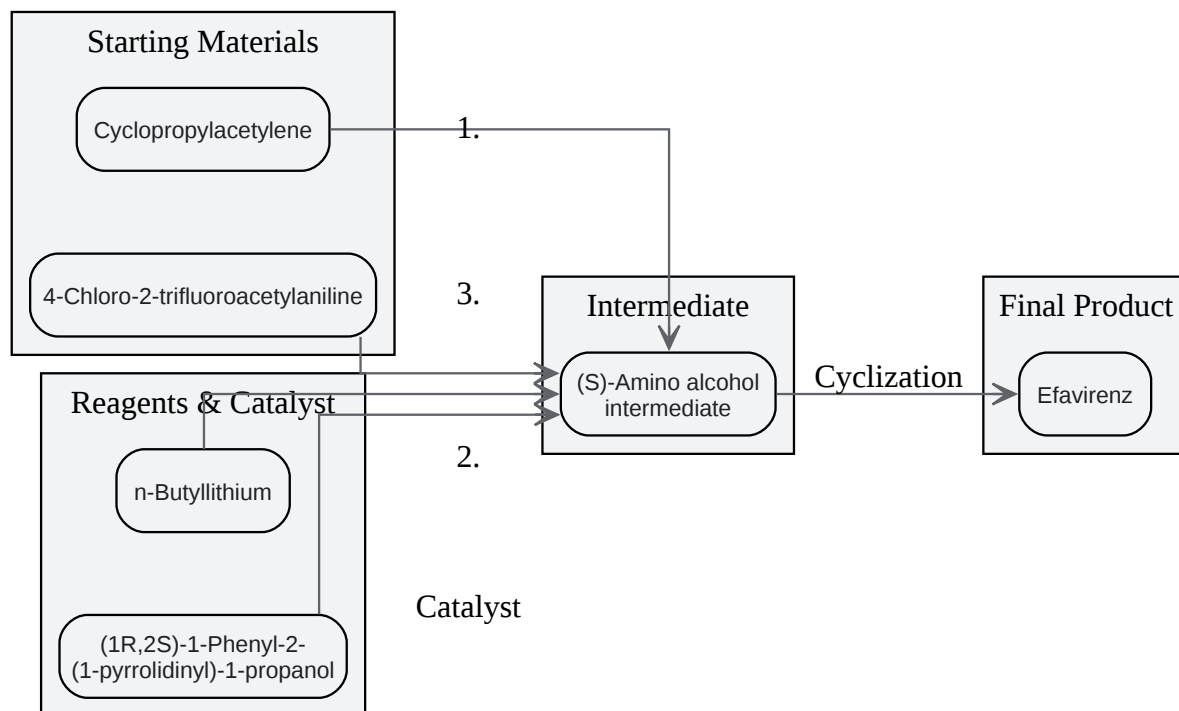 Starting Materials
Cyclopropylacetylene
1.
4-Chloro-2-trifluoroacetylaniline
3.
Intermediate
Final Product
(S)-Amino alcohol
intermediate
Cyclization
Efavirenz
Reagents & Catalyst
2.
n-Butyllithium
Catalyst
(1R,2S)-1-Phenyl-2-
(1-pyrrolidinyl)-1-propanol